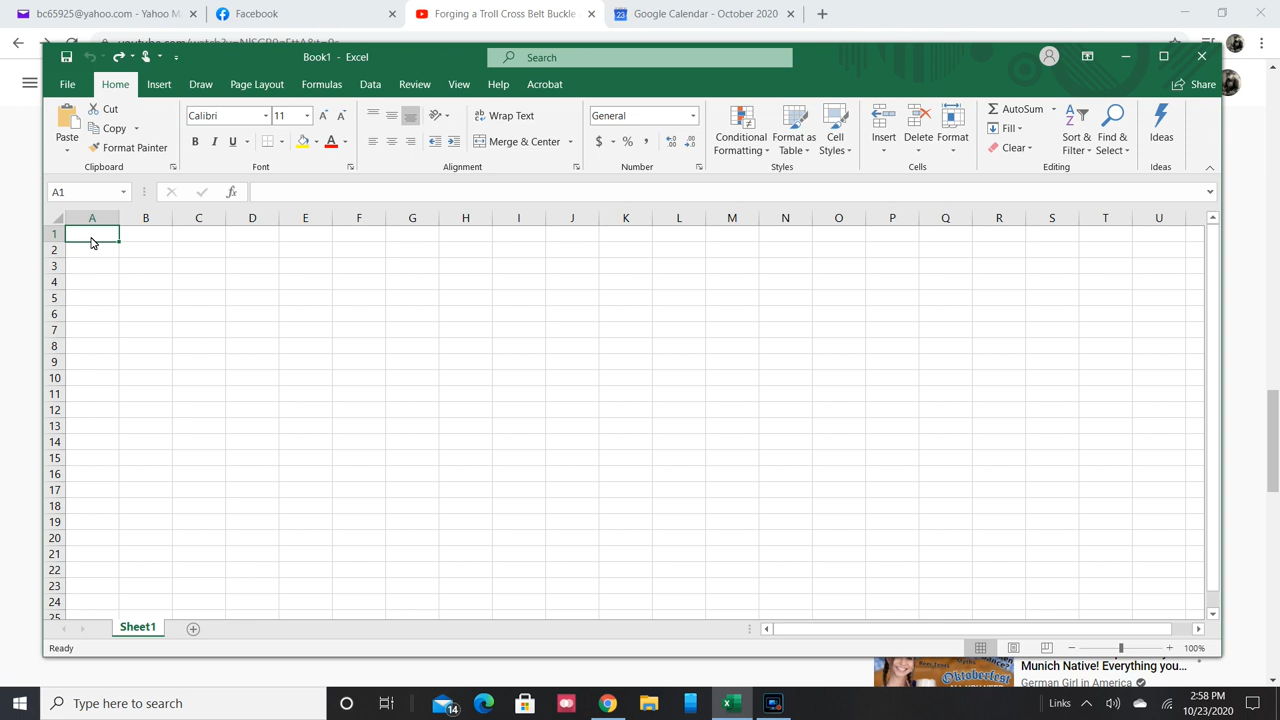 bc65925@yahoo.com - Yahoo M
Facebook
Forging a Troll Cross Belt Buckle
Google Calendar - October 2020
Book1 - Excel
Search
File
Home
Insert
Draw
Page Layout
Formulas
Data
Review
View
Help
Acrobat
Share
Paste
Cut
Copy
Format Painter
Clipboard
Calibri
11
B I U
Font
Wrap Text
Merge & Center
Alignment
General
$ % ,
Number
Conditional Formatting
Format as Table
Cell Styles
Styles
Insert
Delete
Format
Cells
AutoSum
Fill
Clear
Sort & Filter
Find & Select
Editing
Ideas
Ideas
A1
fx
A B C D E F G H I J K L M N O P Q R S T U
1
2
3
4
5
6
7
8
9
10
11
12
13
14
15
16
17
18
19
20
21
22
23
24
25
Sheet1
Ready
100%
Oktoberfest
Munich Native! Everything you...
German Girl in America
Type here to search
14
Links
2:58 PM
10/23/2020